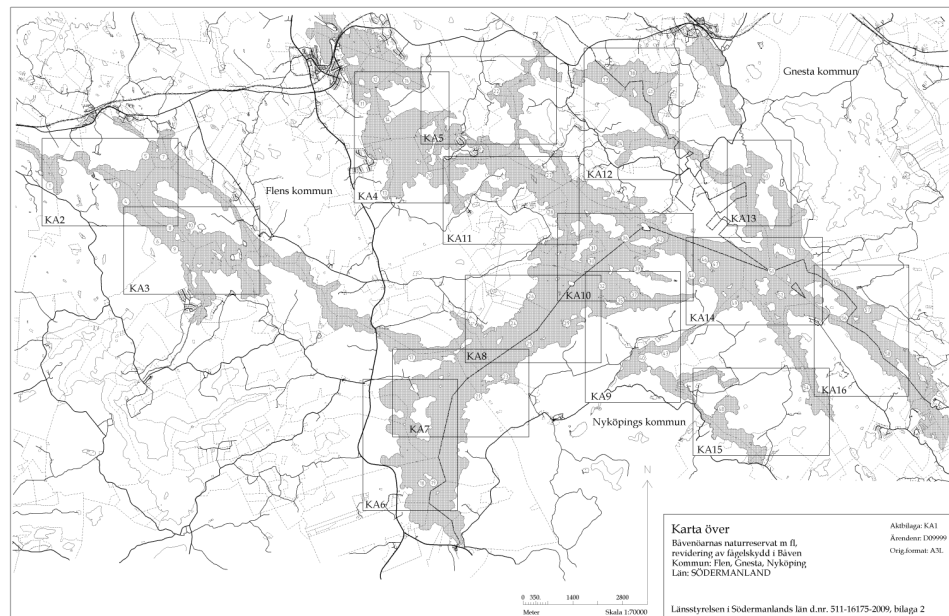 Gnesta kommun
KA5
KA12
Flens kommun
KA4
KA2
KA13
KA11
KA3
KA10
KA14
KA8
KA16
KA9
Nyköpings kommun
KA7
KA15
KA6
N
Karta över
Båvenöarnas naturreservat m fl,
revidering av fågelskydd i Båven
Kommun: Flen, Gnesta, Nyköping
Län: SÖDERMANLAND
Aktbilaga: KA1
Ärendenr: D09999
Orig.format: A3L
0 350. 1400 2800
Meter Skala 1:70000
Länsstyrelsen i Södermanlands län d.nr. 511-16175-2009, bilaga 2